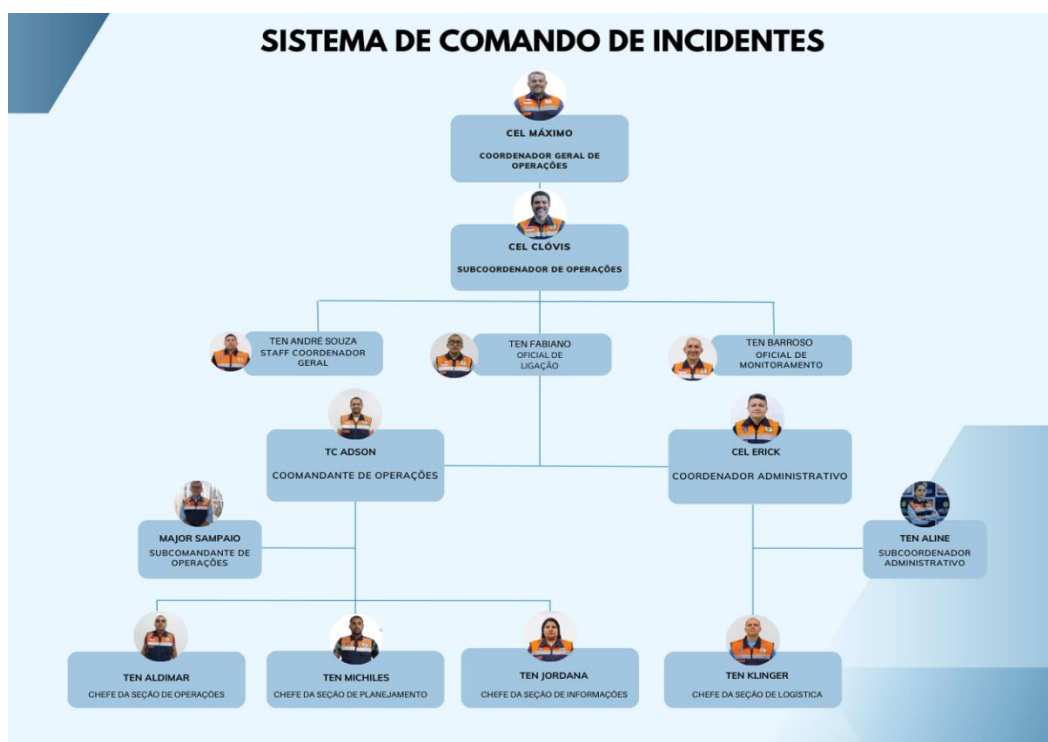 SISTEMA DE COMANDO DE INCIDENTES
CEL MÁXIMO
COORDENADOR GERAL DE
OPERAÇÕES
CEL CLÓVIS
SUBCOORDENADOR DE OPERAÇÕES
TEN ANDRÉ SOUZA
STAFF COORDENADOR
GERAL
TEN FABIANO
OFICIAL DE
LIGAÇÃO
TEN BARROSO
OFICIAL DE
MONITORAMENTO
TC ADSON
COOMANDANTE DE OPERAÇÕES
CEL ERICK
COORDENADOR ADMINISTRATIVO
MAJOR SAMPAIO
SUBCOMANDANTE DE
OPERAÇÕES
TEN ALINE
SUBCOORDENADOR
ADMINISTRATIVO
TEN ALDIMAR
CHEFE DA SEÇÃO DE OPERAÇÕES
TEN MICHILES
CHEFE DA SEÇÃO DE PLANEJAMENTO
TEN JORDANA
CHEFE DA SEÇÃO DE INFORMAÇÕES
TEN KLINGER
CHEFE DA SEÇÃO DE LOGÍSTICA